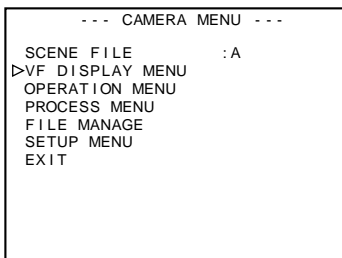 --- CAMERA MENU ---
SCENE FILE :A
▷VF DISPLAY MENU
OPERATION MENU
PROCESS MENU
FILE MANAGE
SETUP MENU
EXIT